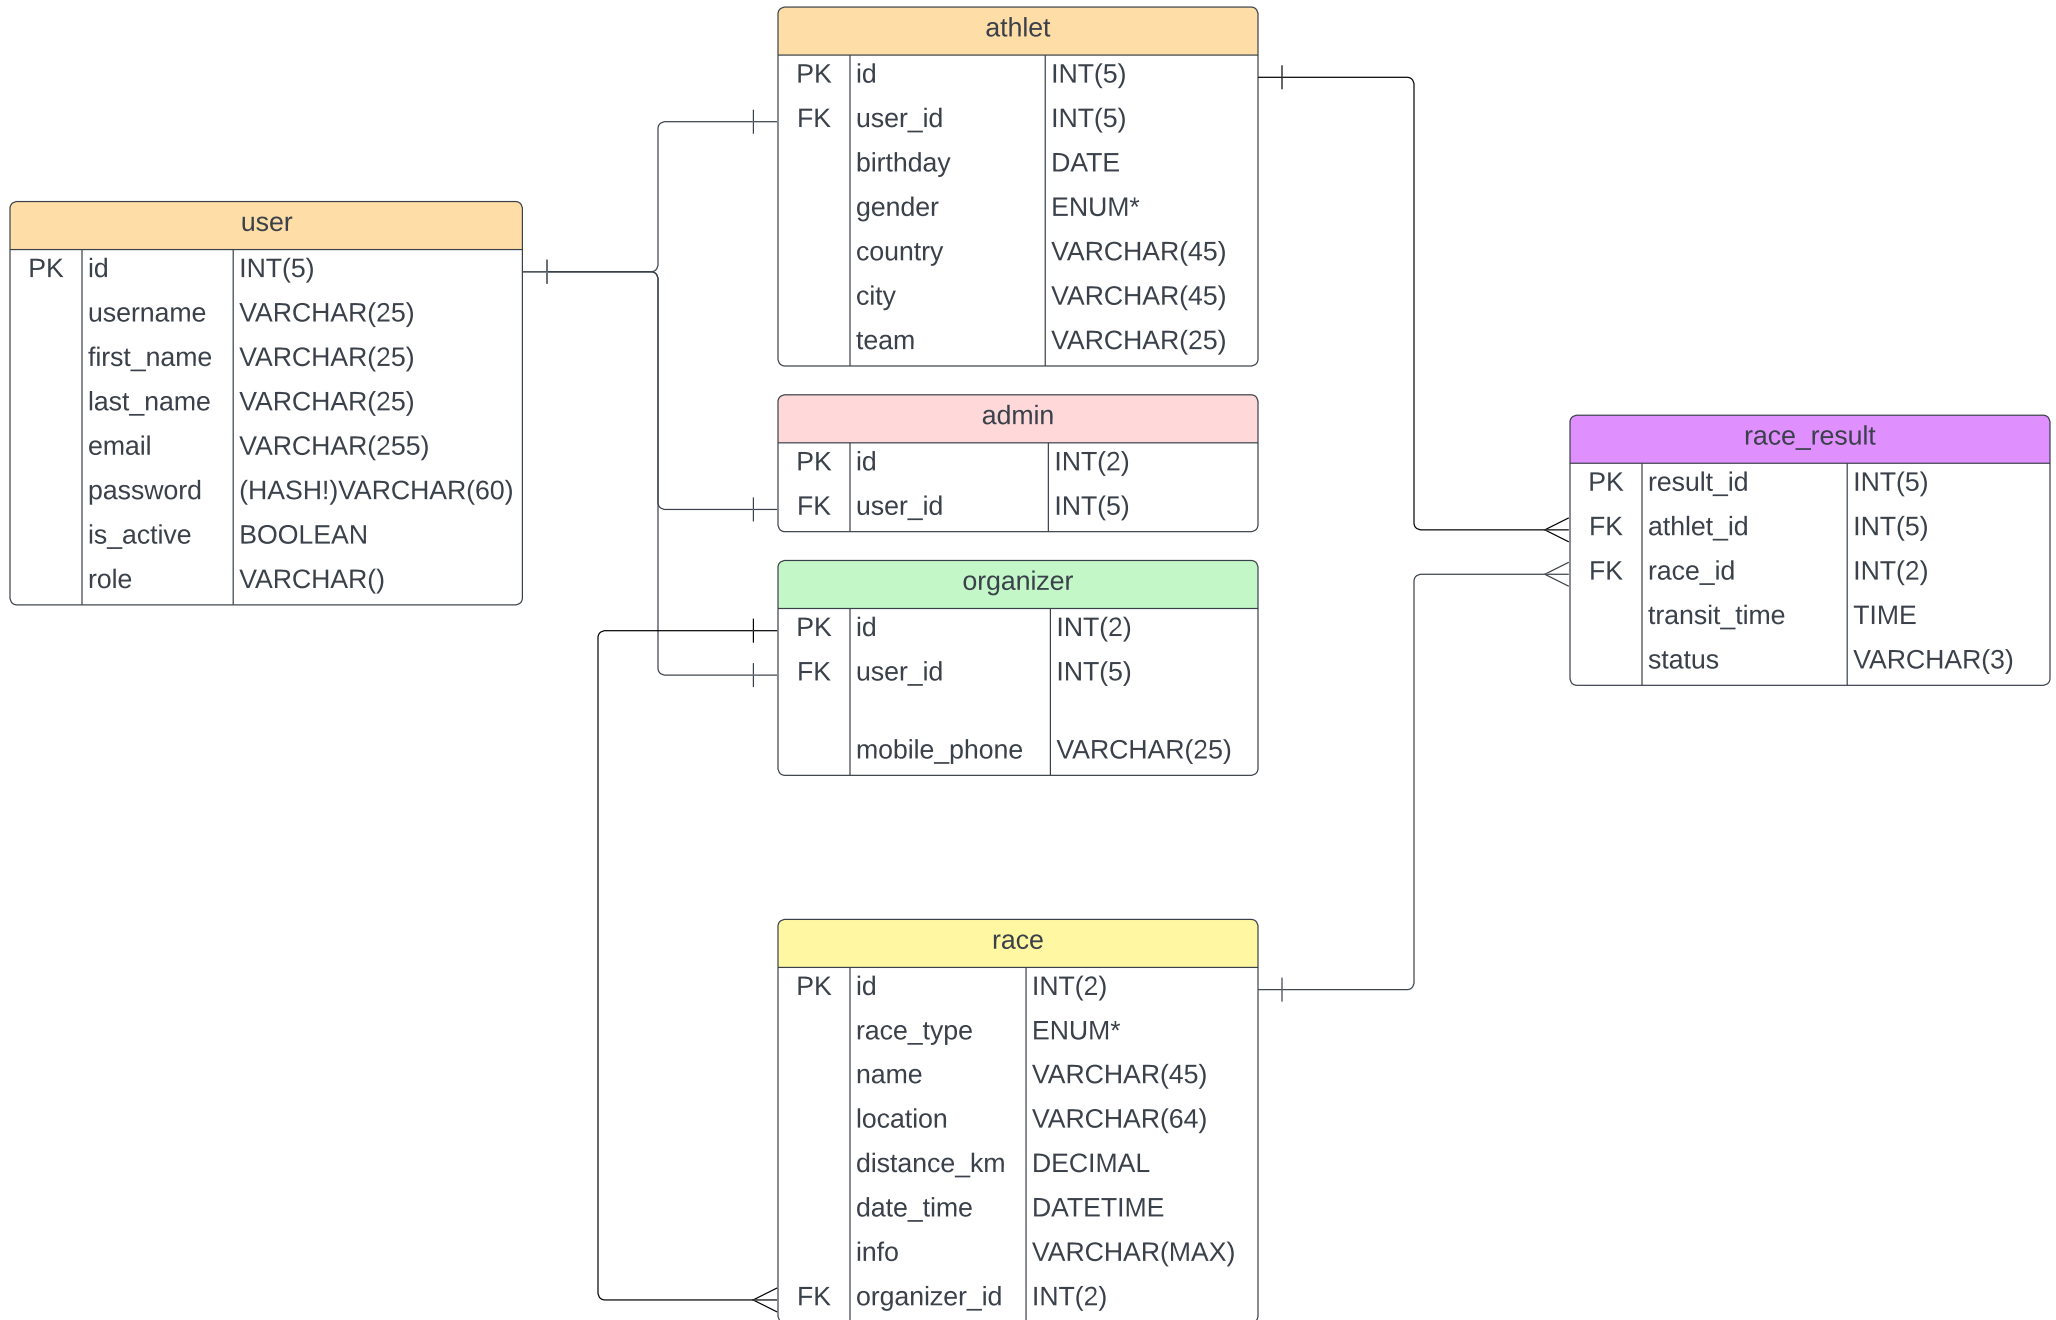 athlet
PK id INT(5)
FK user_id INT(5)
birthday DATE
gender ENUM*
country VARCHAR(45)
city VARCHAR(45)
team VARCHAR(25)
user
PK id INT(5)
username VARCHAR(25)
first_name VARCHAR(25)
last_name VARCHAR(25)
email VARCHAR(255)
password (HASH!)VARCHAR(60)
is_active BOOLEAN
role VARCHAR()
admin
PK id INT(2)
FK user_id INT(5)
organizer
PK id INT(2)
FK user_id INT(5)
mobile_phone VARCHAR(25)
race_result
PK result_id INT(5)
FK athlet_id INT(5)
FK race_id INT(2)
transit_time TIME
status VARCHAR(3)
race
PK id INT(2)
race_type ENUM*
name VARCHAR(45)
location VARCHAR(64)
distance_km DECIMAL
date_time DATETIME
info VARCHAR(MAX)
FK organizer_id INT(2)